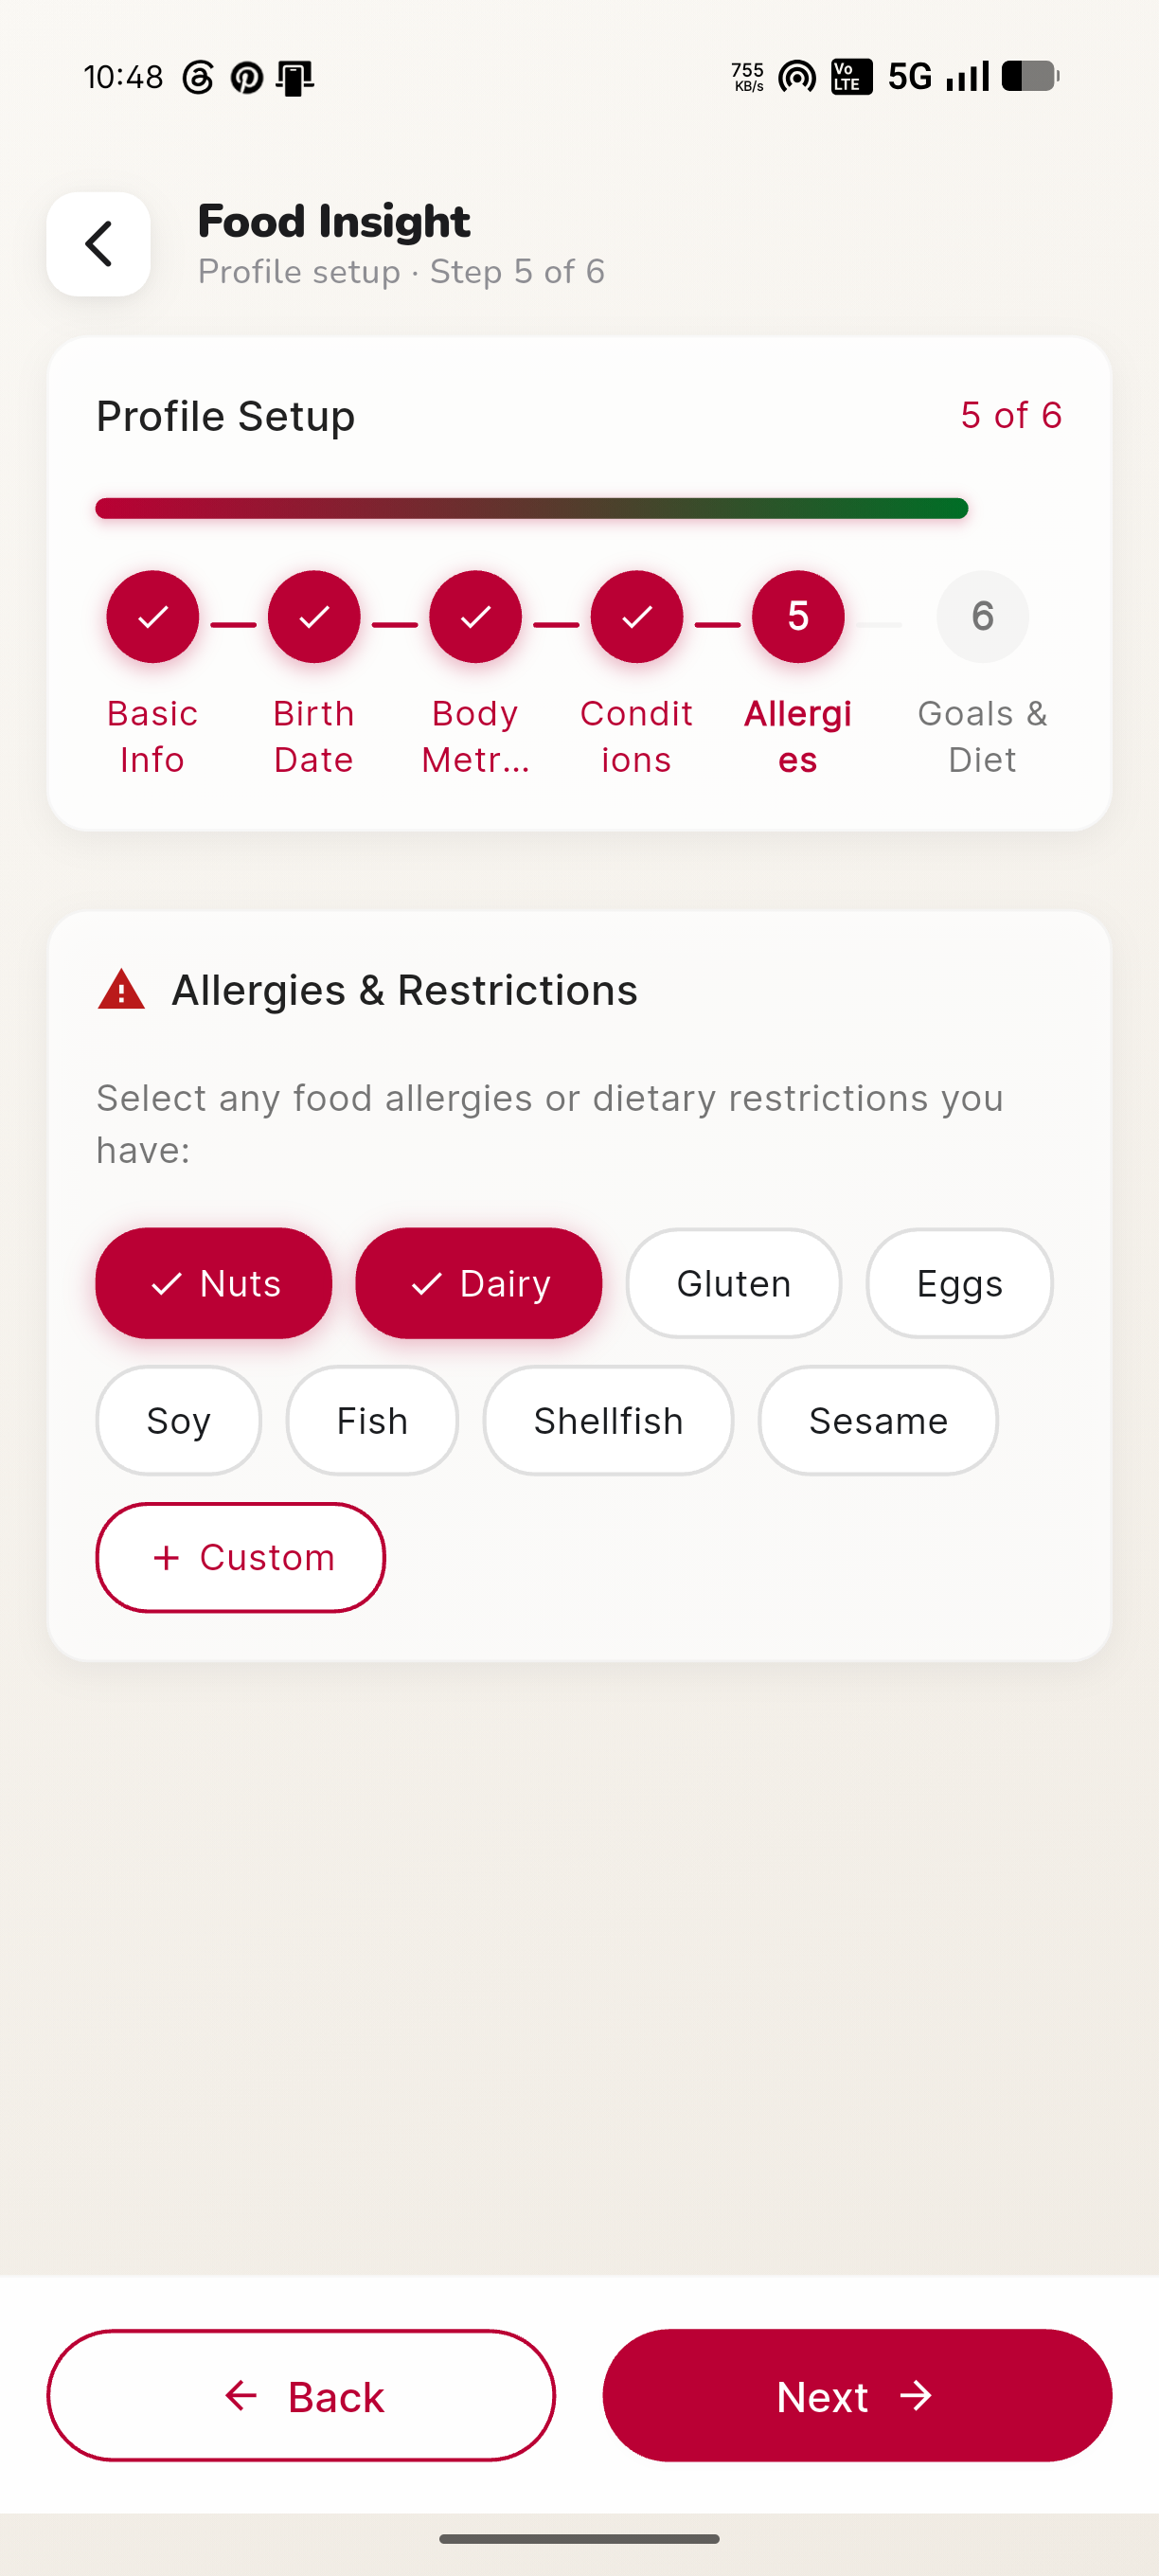 10:48
755
KB/s
Vo
LTE
5G
Food Insight
Profile setup · Step 5 of 6
Profile Setup
5 of 6
5
6
Basic
Info
Birth
Date
Body
Metr...
Condit
ions
Allergi
es
Goals &
Diet
Allergies & Restrictions
Select any food allergies or dietary restrictions you
have:
Nuts
Dairy
Gluten
Eggs
Soy
Fish
Shellfish
Sesame
+ Custom
← Back
Next →